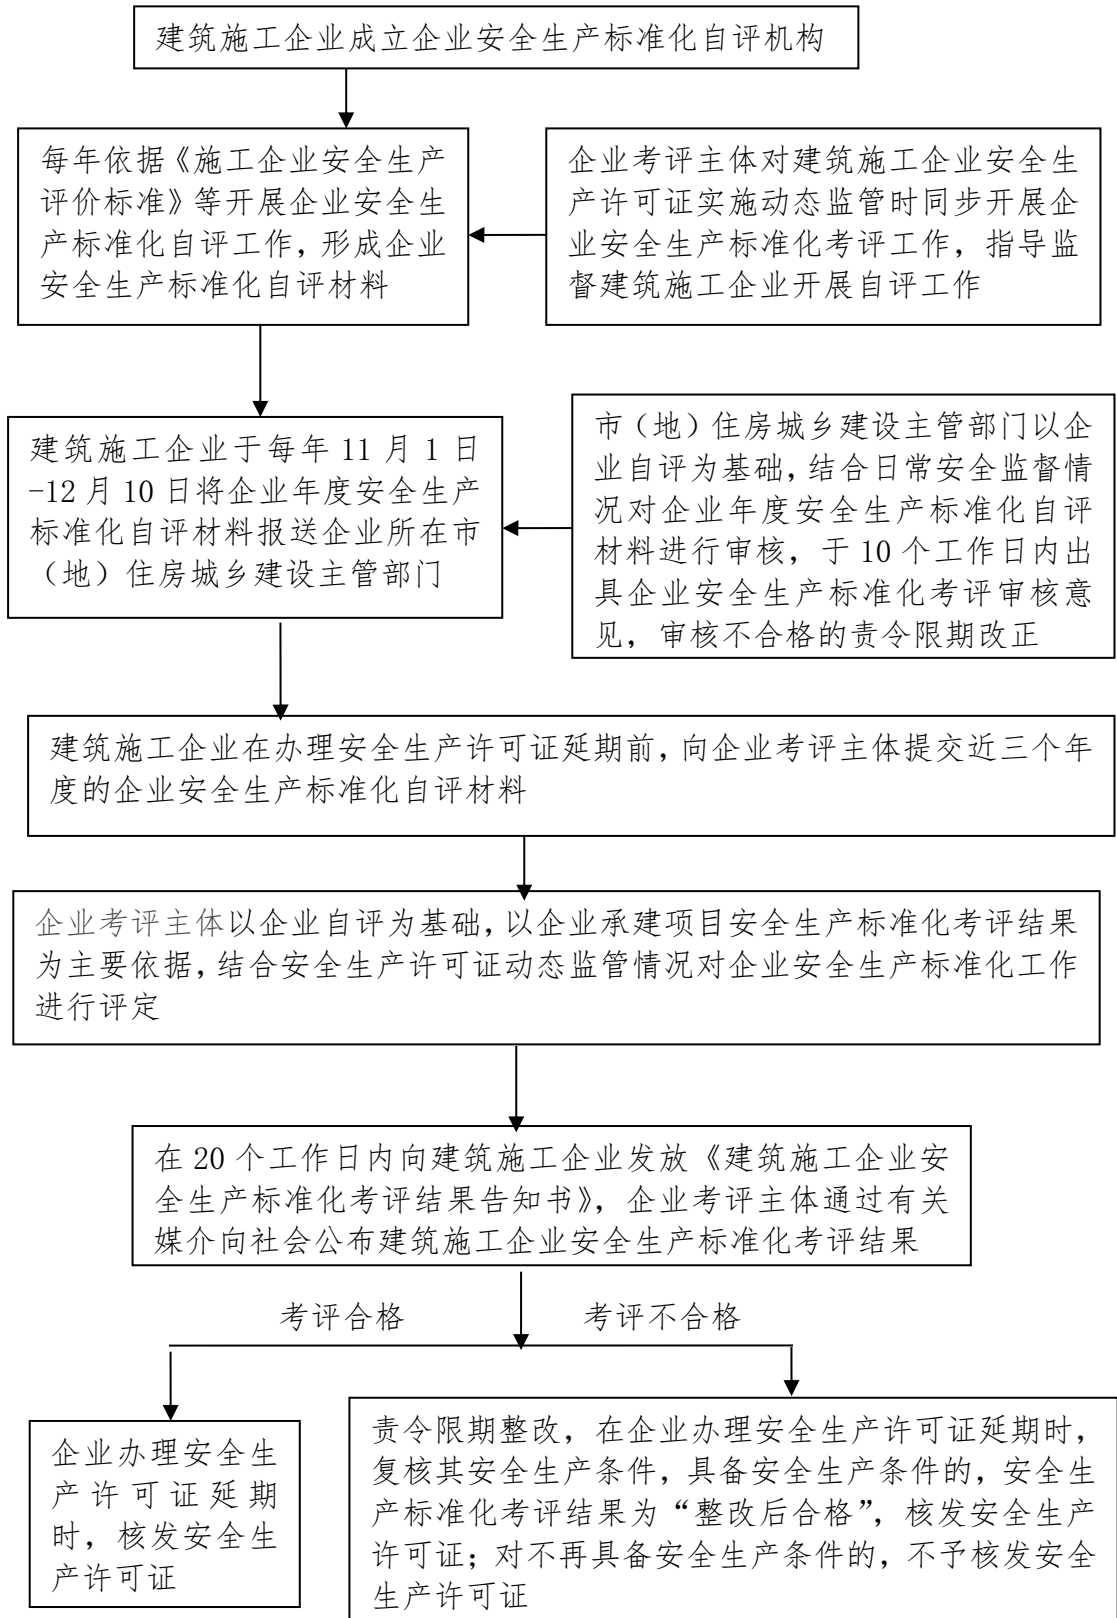 建筑施工企业成立企业安全生产标准化自评机构
每年依据《施工企业安全生产
评价标准》等开展企业安全生
产标准化自评工作，形成企业
安全生产标准化自评材料
企业考评主体对建筑施工企业安全生
产许可证实施动态监管时同步开展企
业安全生产标准化考评工作，指导监
督建筑施工企业开展自评工作
建筑施工企业于每年 11 月 1 日
-12 月 10 日将企业年度安全生产
标准化自评材料报送企业所在市
（地）住房城乡建设主管部门
市（地）住房城乡建设主管部门以企
业自评为基础，结合日常安全监督情
况对企业年度安全生产标准化自评
材料进行审核，于 10 个工作日内出
具企业安全生产标准化考评审核意
见，审核不合格的责令限期改正
建筑施工企业在办理安全生产许可证延期前，向企业考评主体提交近三个年
度的企业安全生产标准化自评材料
企业考评主体以企业自评为基础，以企业承建项目安全生产标准化考评结果
为主要依据，结合安全生产许可证动态监管情况对企业安全生产标准化工作
进行评定
在 20 个工作日内向建筑施工企业发放《建筑施工企业安
全生产标准化考评结果告知书》，企业考评主体通过有关
媒介向社会公布建筑施工企业安全生产标准化考评结果
考评合格
考评不合格
企业办理安全生
产许可证延期
时，核发安全生
产许可证
责令限期整改，在企业办理安全生产许可证延期时，
复核其安全生产条件，具备安全生产条件的，安全生
产标准化考评结果为“整改后合格”，核发安全生产
许可证；对不再具备安全生产条件的，不予核发安全
生产许可证